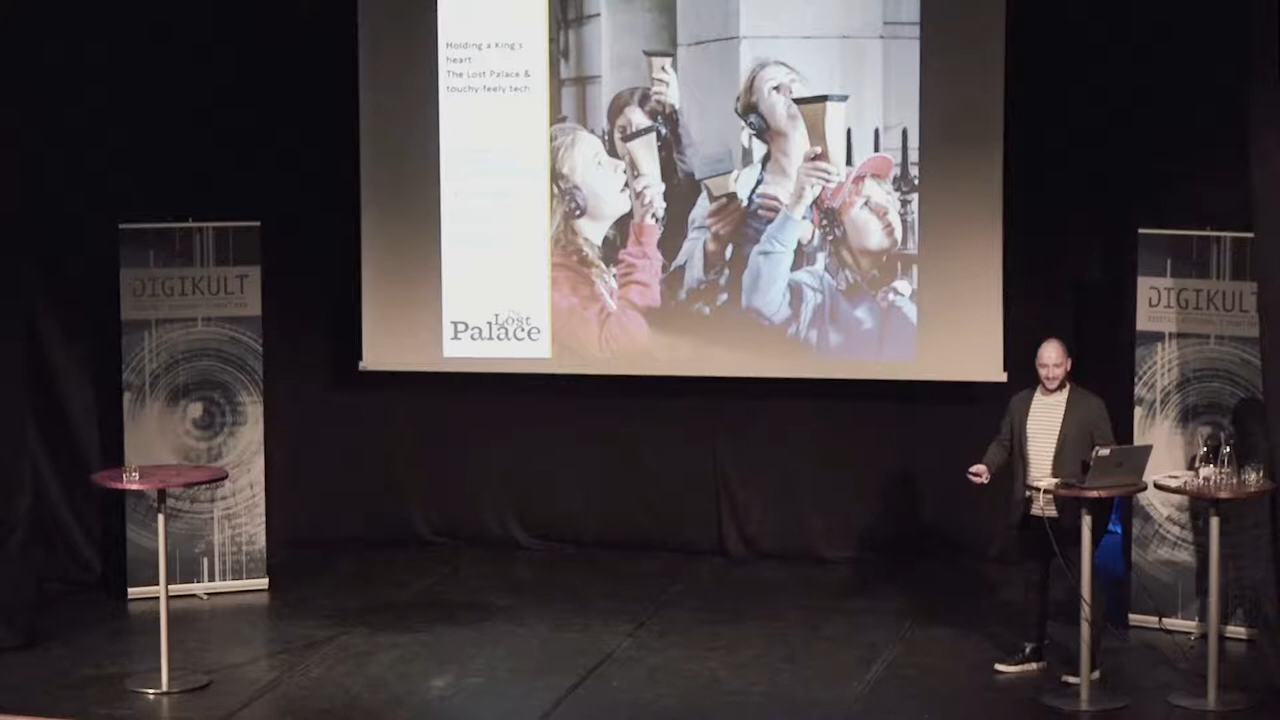 Holding a King's
heart
The Lost Palace &
touchy-feely tech
The
Lost
Palace
DIGIKULT
DIGIKULT